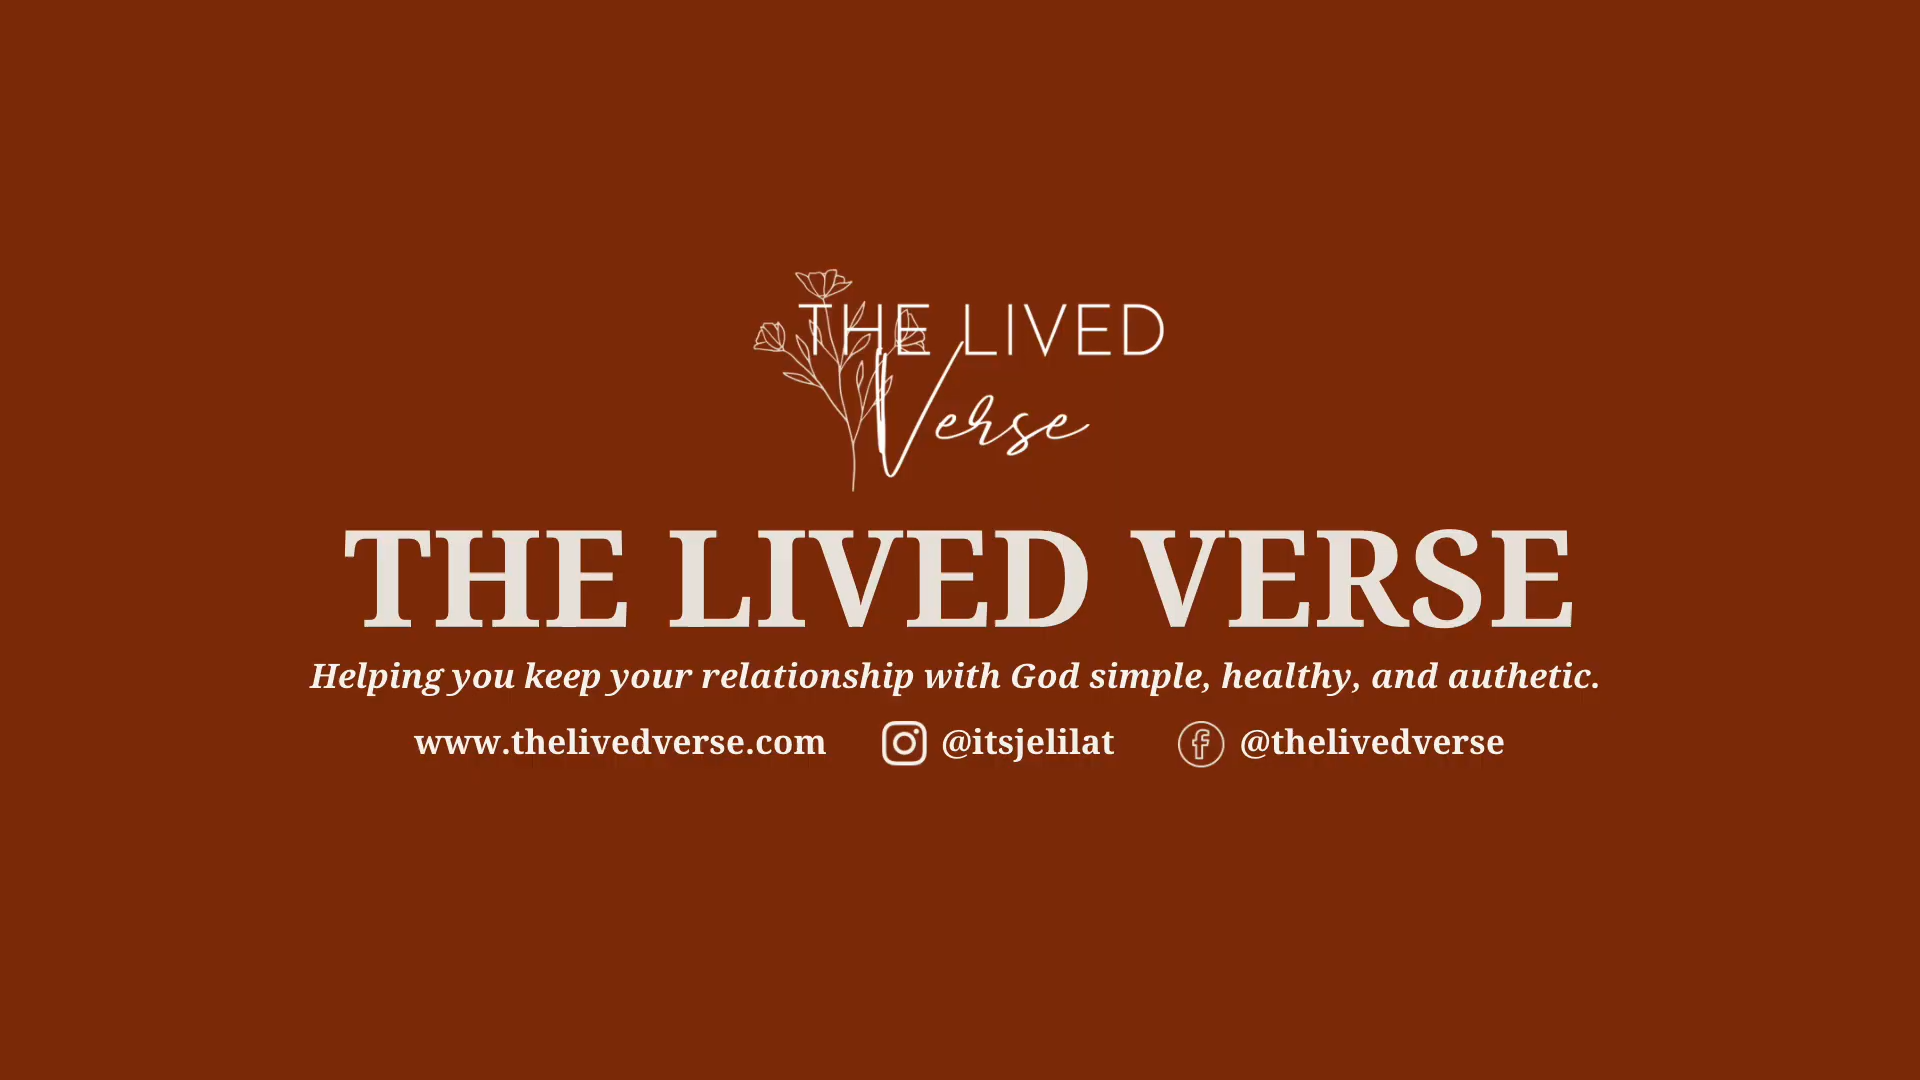 THE LIVED
Verse
THE LIVED VERSE
Helping you keep your relationship with God simple, healthy, and authetic.
www.thelivedverse.com @itsjelilat @thelivedverse